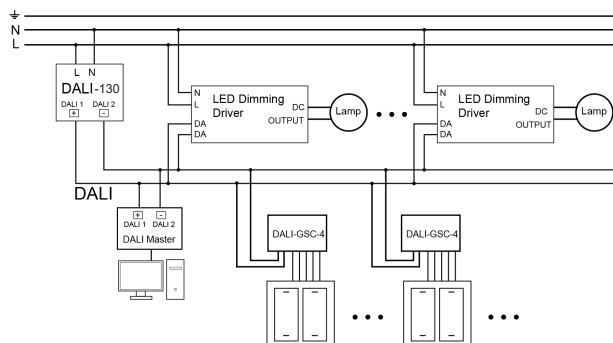 N
L
L N
DALI-130
DALI 1 DALI 2
+ -
N
L
DA
DA
LED Dimming
Driver
DC
OUTPUT
Lamp
N
L
DA
DA
LED Dimming
Driver
DC
OUTPUT
Lamp
DALI
+ -
DALI 1 DALI 2
DALI Master
DALI-GSC-4
DALI-GSC-4